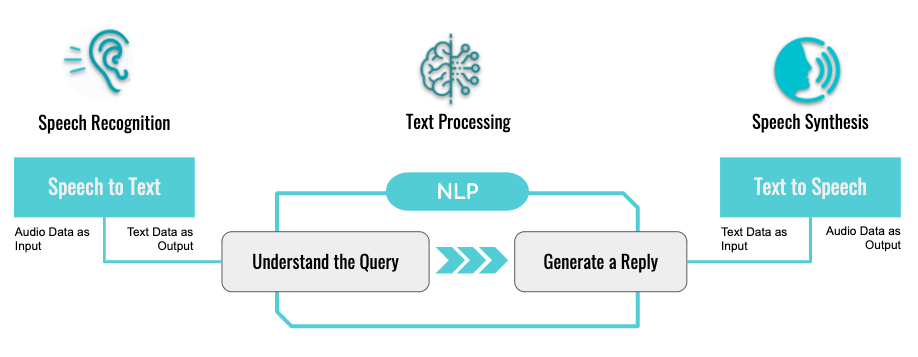 Speech Recognition
Text Processing
Speech Synthesis
Speech to Text
NLP
Text to Speech
Audio Data as
Input
Text Data as
Output
Understand the Query
Generate a Reply
Text Data as
Input
Audio Data as
Output